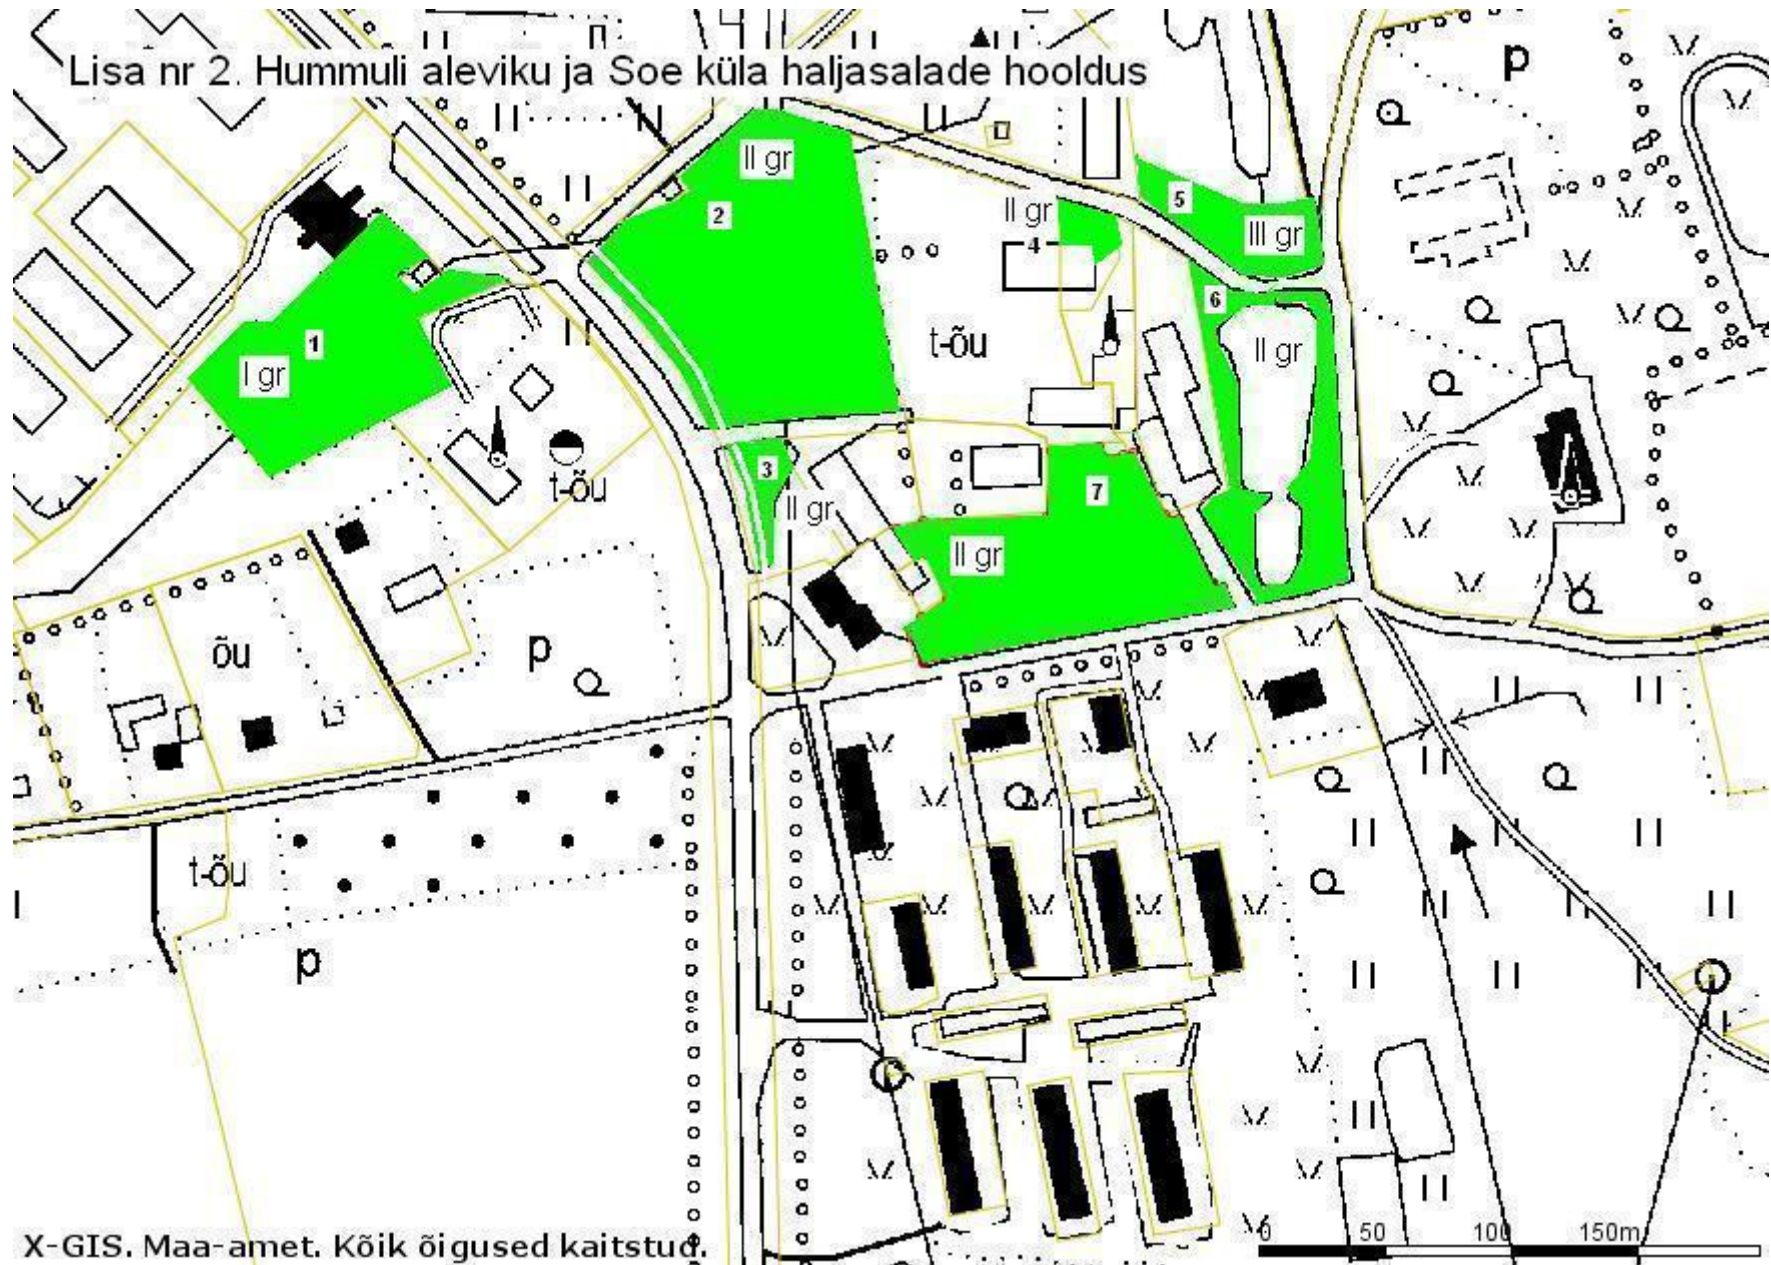 Lisa nr 2. Hummuli aleviku ja Soe küla haljasalade hooldus
p
II gr
2
5
II gr
4
III gr
6
1
I gr
t-õu
II gr
3
7
t-õu
II gr
II gr
õu
p
t-õu
p
0 50 100 150m
X-GIS. Maa-amet. Kõik õigused kaitstud.